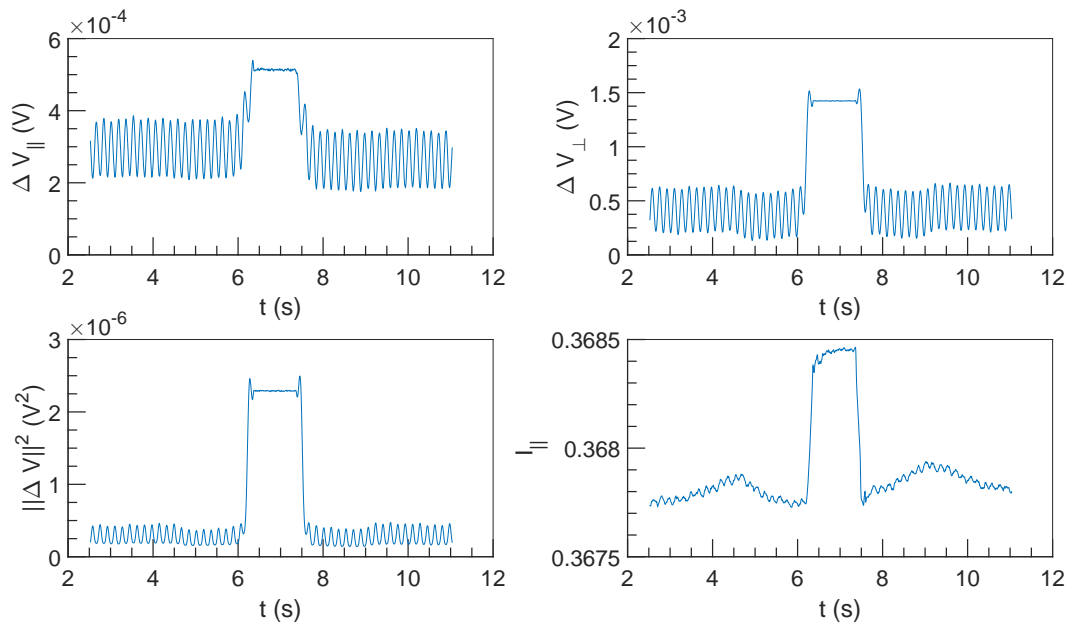 ×10⁻⁴
6
4
2
0
Δ V∥ (V)
2 4 6 8 10 12
t (s)
×10⁻³
2
1.5
1
0.5
0
Δ V⊥ (V)
2 4 6 8 10 12
t (s)
×10⁻⁶
3
2
1
0
||Δ V||² (V²)
2 4 6 8 10 12
t (s)
0.3685
0.368
0.3675
I∥
2 4 6 8 10 12
t (s)